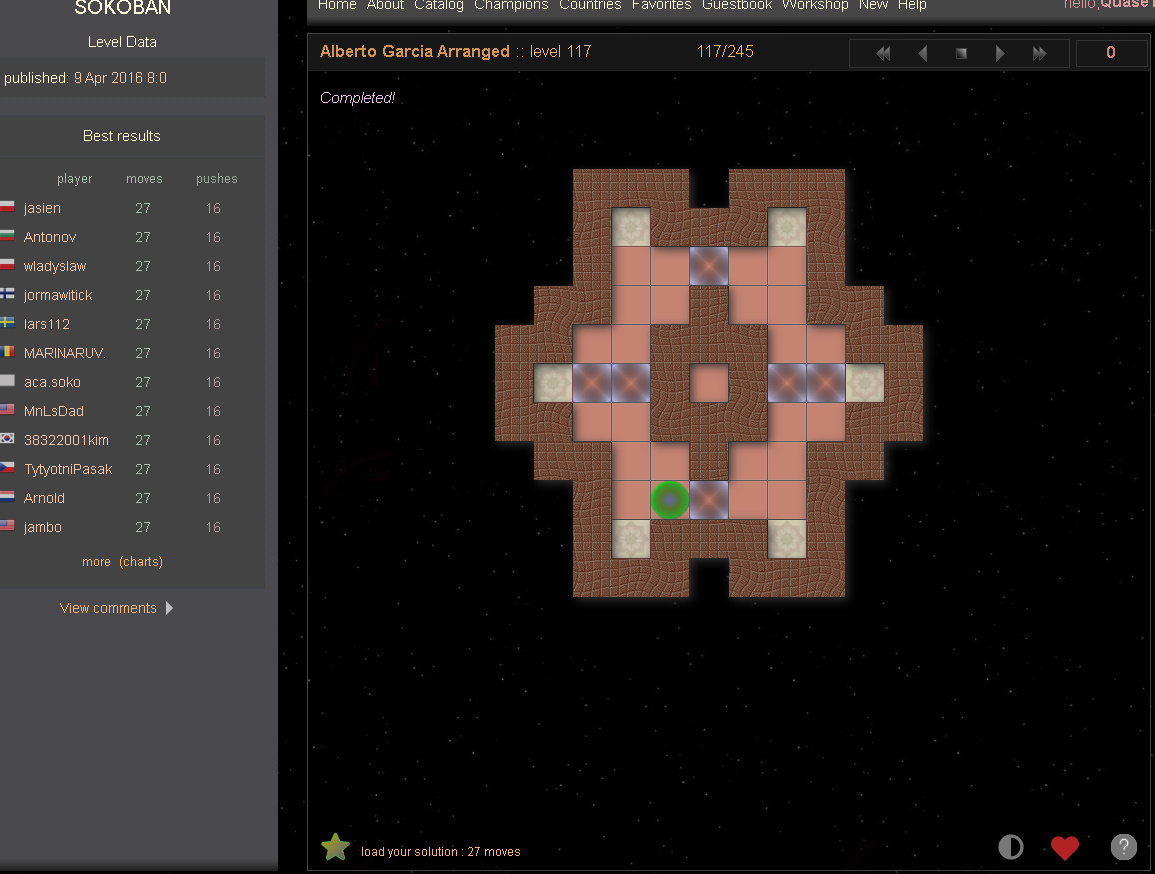 SOKOBAN
Home About Catalog Champions Countries Favorites Guestbook Workshop New Help
Level Data
published: 9 Apr 2016 8:0
Alberto Garcia Arranged :: level 117 117/245 0
Completed!
Best results
player moves pushes
jasien 27 16
Antonov 27 16
wladyslaw 27 16
jormawitick 27 16
lars112 27 16
MARINARUV. 27 16
aca.soko 27 16
MnLsDad 27 16
38322001kim 27 16
TytyotniPasak 27 16
Arnold 27 16
jambo 27 16
more (charts)
View comments
load your solution : 27 moves
?